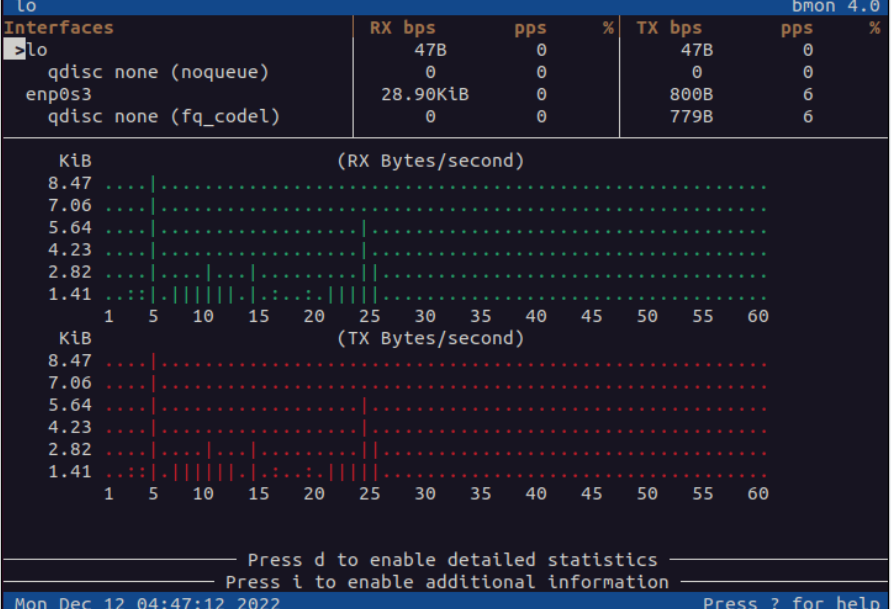 lo bmon 4.0
Interfaces RX bps pps % TX bps pps %
>lo 47B 0 47B 0
qdisc none (noqueue) 0 0 0 0
enp0s3 28.90KiB 0 800B 6
qdisc none (fq_codel) 0 0 779B 6
KiB (RX Bytes/second)
8.47 ....|.......................................................
7.06 ....|.......................................................
5.64 ....|..................|....................................
4.23 ....|..................|....................................
2.82 ....|....|...|.........||...................................
1.41 ..::|.||||||.|.:..:.|||||...................................
1 5 10 15 20 25 30 35 40 45 50 55 60
KiB (TX Bytes/second)
8.47 ....|.......................................................
7.06 ....|.......................................................
5.64 ....|..................|....................................
4.23 ....|..................|....................................
2.82 ....|....|...|.........||...................................
1.41 ..::|.||||||.|.:..:.|||||...................................
1 5 10 15 20 25 30 35 40 45 50 55 60
Press d to enable detailed statistics
Press i to enable additional information
Mon Dec 12 04:47:12 2022 Press ? for help